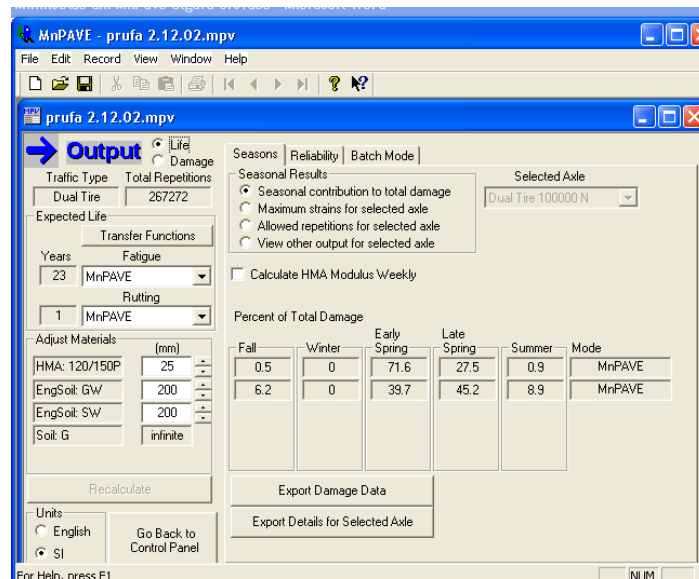 MnPAVE - prufa 2.12.02.mpv
File Edit Record View Window Help
prufa 2.12.02.mpv
Output
Life
Damage
Traffic Type Total Repetitions
Dual Tire 267272
Expected Life
Transfer Functions
Years Fatigue
23 MnPAVE
Rutting
1 MnPAVE
Adjust Materials
(mm)
HMA: 120/150P 25
EngSoil: GW 200
EngSoil: SW 200
Soil: G infinite
Recalculate
Units
English
SI
Go Back to
Control Panel
Seasons Reliability Batch Mode
Seasonal Results
Seasonal contribution to total damage
Maximum strains for selected axle
Allowed repetitions for selected axle
View other output for selected axle
Selected Axle
Dual Tire 100000 N
Calculate HMA Modulus Weekly
Percent of Total Damage
Fall Winter Early Spring Late Spring Summer Mode
0.5 0 71.6 27.5 0.9 MnPAVE
6.2 0 39.7 45.2 8.9 MnPAVE
Export Damage Data
Export Details for Selected Axle
For Help, press F1
NUM